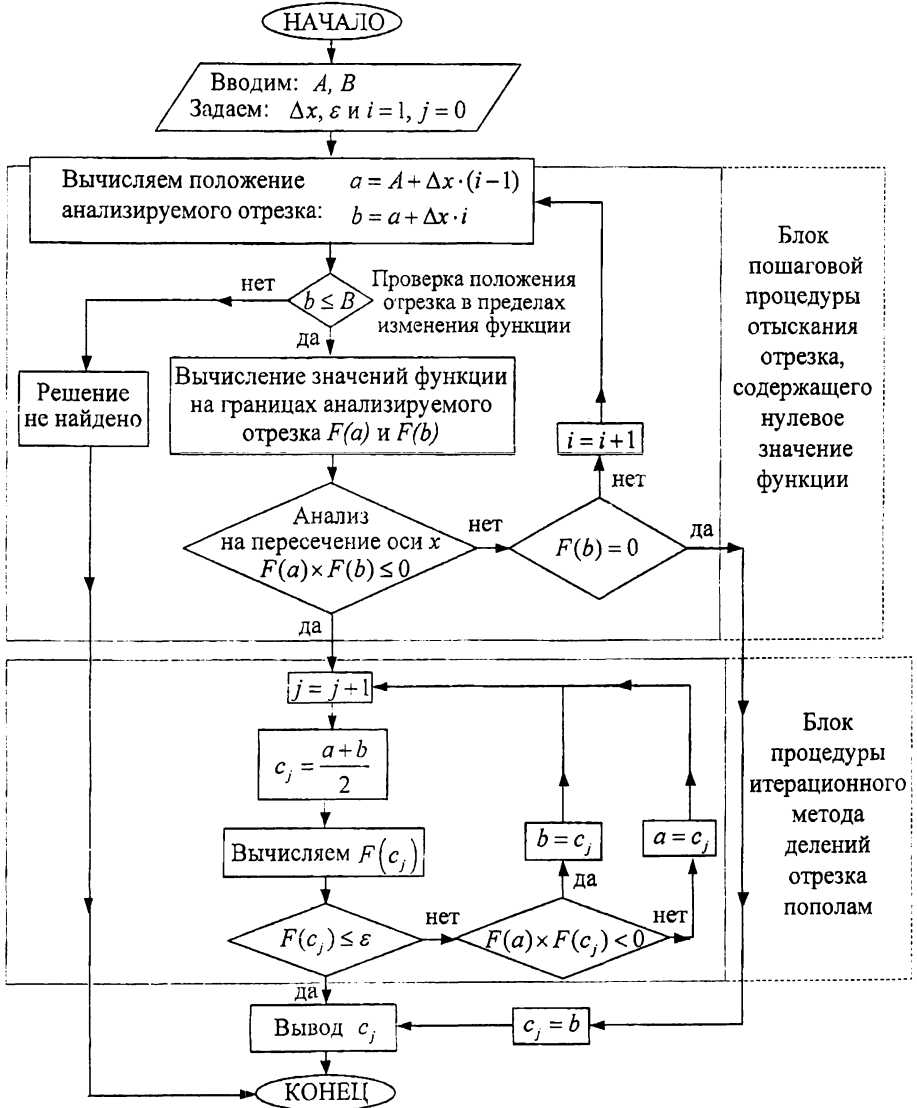 НАЧАЛО
Вводим: A, B
Задаем: Δx, ε и i = 1, j = 0
Вычисляем положение a = A + Δx·(i−1)
анализируемого отрезка: b = a + Δx·i
нет
b ≤ B
Проверка положения
отрезка в пределах
изменения функции
да
Решение
не найдено
Вычисление значений функции
на границах анализируемого
отрезка F(a) и F(b)
i = i+1
нет
Анализ
на пересечение оси x
F(a)×F(b) ≤ 0
нет
F(b) = 0
да
да
Блок
пошаговой
процедуры
отыскания
отрезка,
содержащего
нулевое
значение
функции
j = j+1
c_j = (a+b)/2
Вычисляем F(c_j)
b = c_j
a = c_j
да
нет
F(c_j) ≤ ε
нет
F(a)×F(c_j) < 0
да
Блок
процедуры
итерационного
метода
делений
отрезка
пополам
Вывод c_j
c_j = b
КОНЕЦ